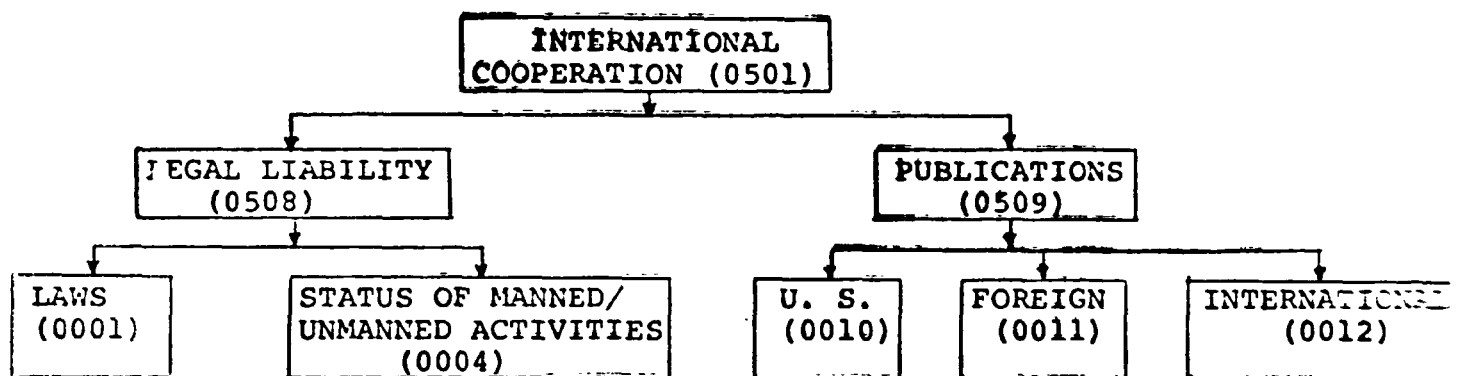 INTERNATIONAL
COOPERATION (0501)
LEGAL LIABILITY
(0508)
PUBLICATIONS
(0509)
LAWS
(0001)
STATUS OF MANNED/
UNMANNED ACTIVITIES
(0004)
U. S.
(0010)
FOREIGN
(0011)
INTERNATIONAL
(0012)